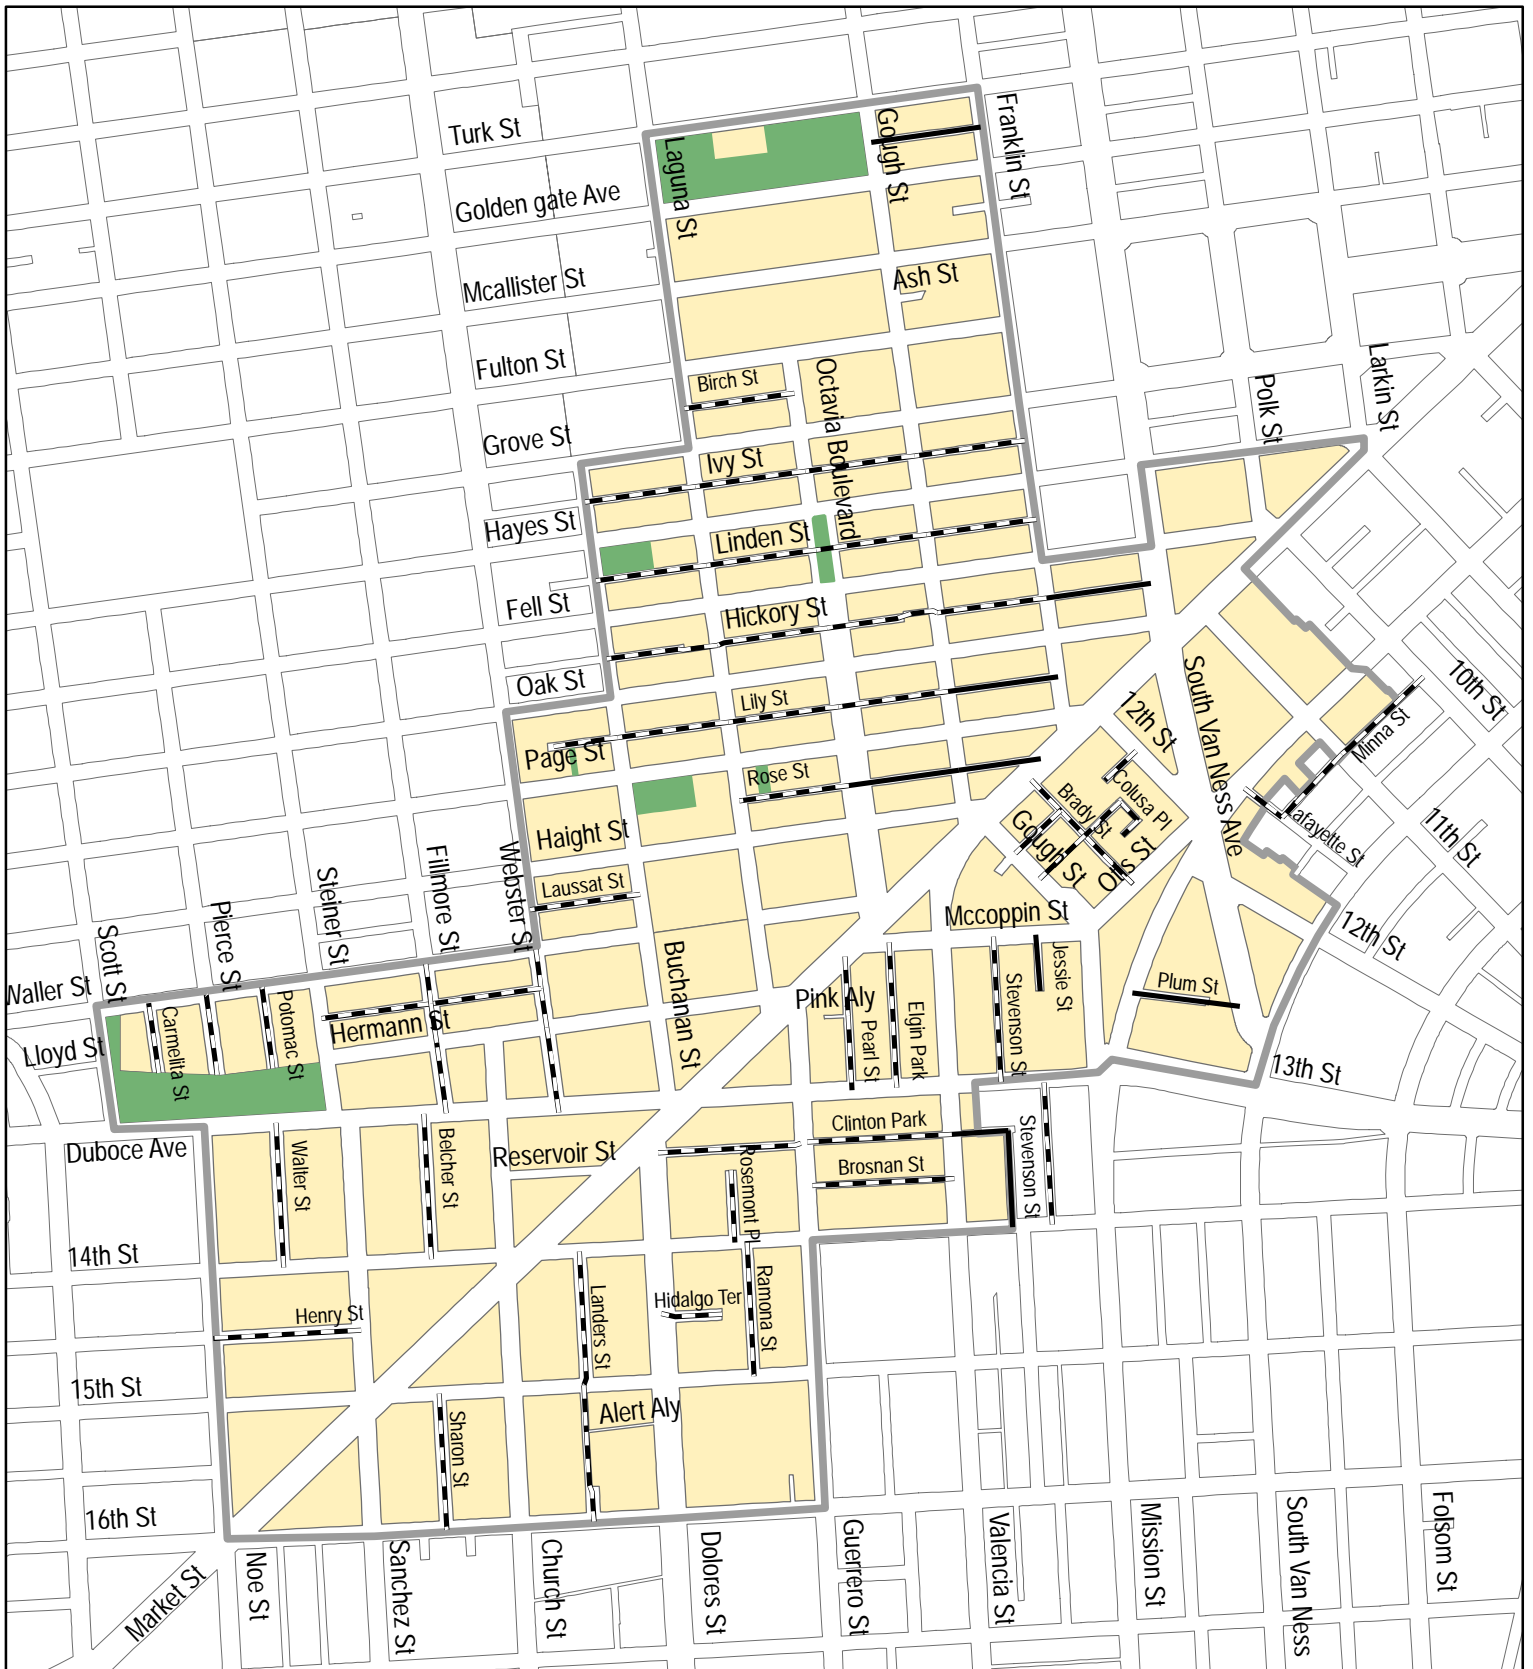 Turk St
Golden gate Ave
Mcallister St
Fulton St
Grove St
Hayes St
Fell St
Oak St
Laguna St
Gough St
Franklin St
Ash St
Birch St
Octavia Boulevard
Ivy St
Linden St
Hickory St
Lily St
Page St
Rose St
Haight St
Laussat St
Polk St
Larkin St
South Van Ness Ave
12th St
10th St
Minna St
11th St
Lafayette St
12th St
Colusa Pl
Brady St
Gough St
Otis St
Mccoppin St
Jessie St
Stevenson St
Plum St
13th St
Elgin Park
Pearl St
Pink Aly
Buchanan St
Webster St
Fillmore St
Steiner St
Pierce St
Scott St
Waller St
Lloyd St
Carmelita St
Potomac St
Hermann St
Duboce Ave
Walter St
Belcher St
Reservoir St
Rosemont Pl
Clinton Park
Brosnan St
Stevenson St
14th St
Henry St
Landers St
Hidalgo Ter
Ramona St
15th St
Alert Aly
Sharon St
16th St
Market St
Noe St
Sanchez St
Church St
Dolores St
Guerrero St
Valencia St
Mission St
South Van Ness
Folsom St